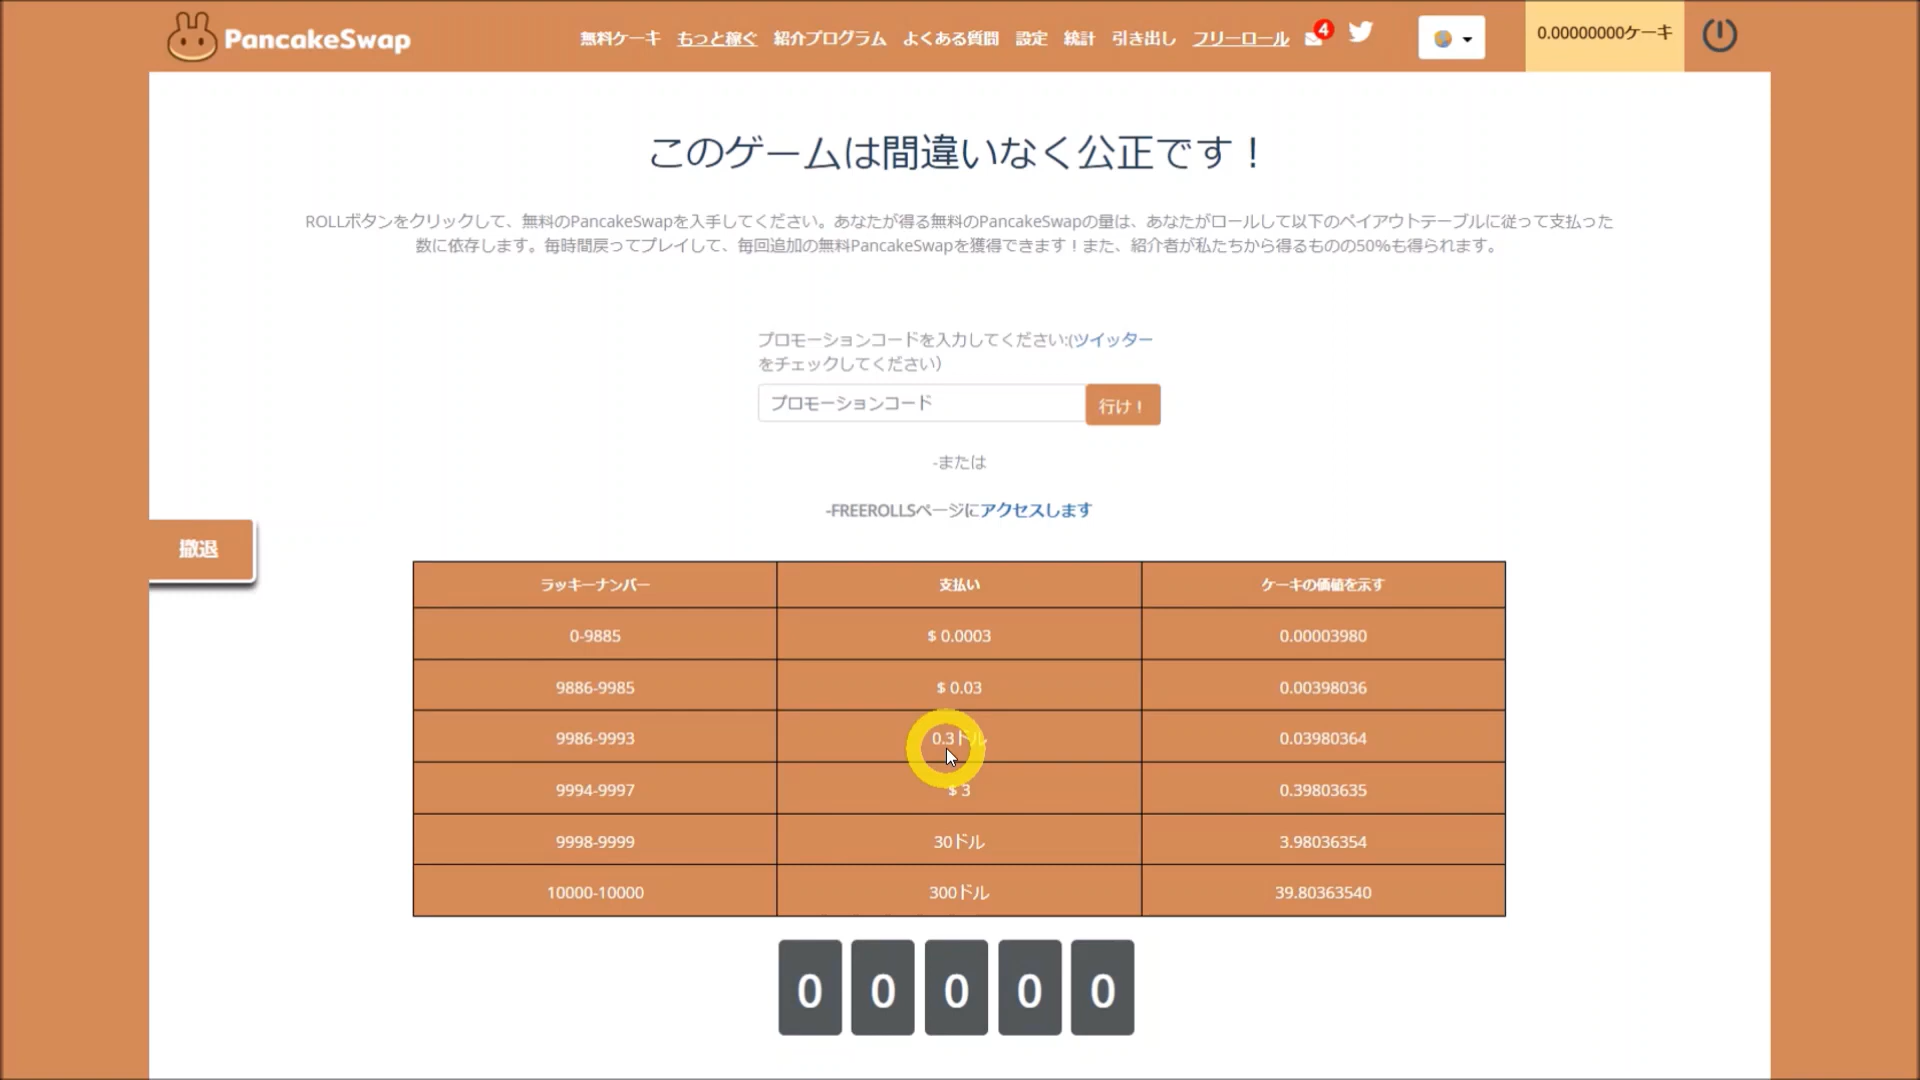 PancakeSwap
無料ケーキ もっと稼ぐ 紹介プログラム よくある質問 設定 統計 引き出し フリーロール 4
0.00000000ケーキ
このゲームは間違いなく公正です！
ROLLボタンをクリックして、無料のPancakeSwapを入手してください。あなたが得る無料のPancakeSwapの量は、あなたがロールして以下のペイアウトテーブルに従って支払った
数に依存します。毎時間戻ってプレイして、毎回追加の無料PancakeSwapを獲得できます！また、紹介者が私たちから得るものの50％も得られます。
プロモーションコードを入力してください:(ツイッター
をチェックしてください）
プロモーションコード 行け！
-または
-FREEROLLSページにアクセスします
撤退
ラッキーナンバー 支払い ケーキの価値を示す
0-9885 $ 0.0003 0.00003980
9886-9985 $ 0.03 0.00398036
9986-9993 0.3ドル 0.03980364
9994-9997 $ 3 0.39803635
9998-9999 30ドル 3.98036354
10000-10000 300ドル 39.80363540
0 0 0 0 0